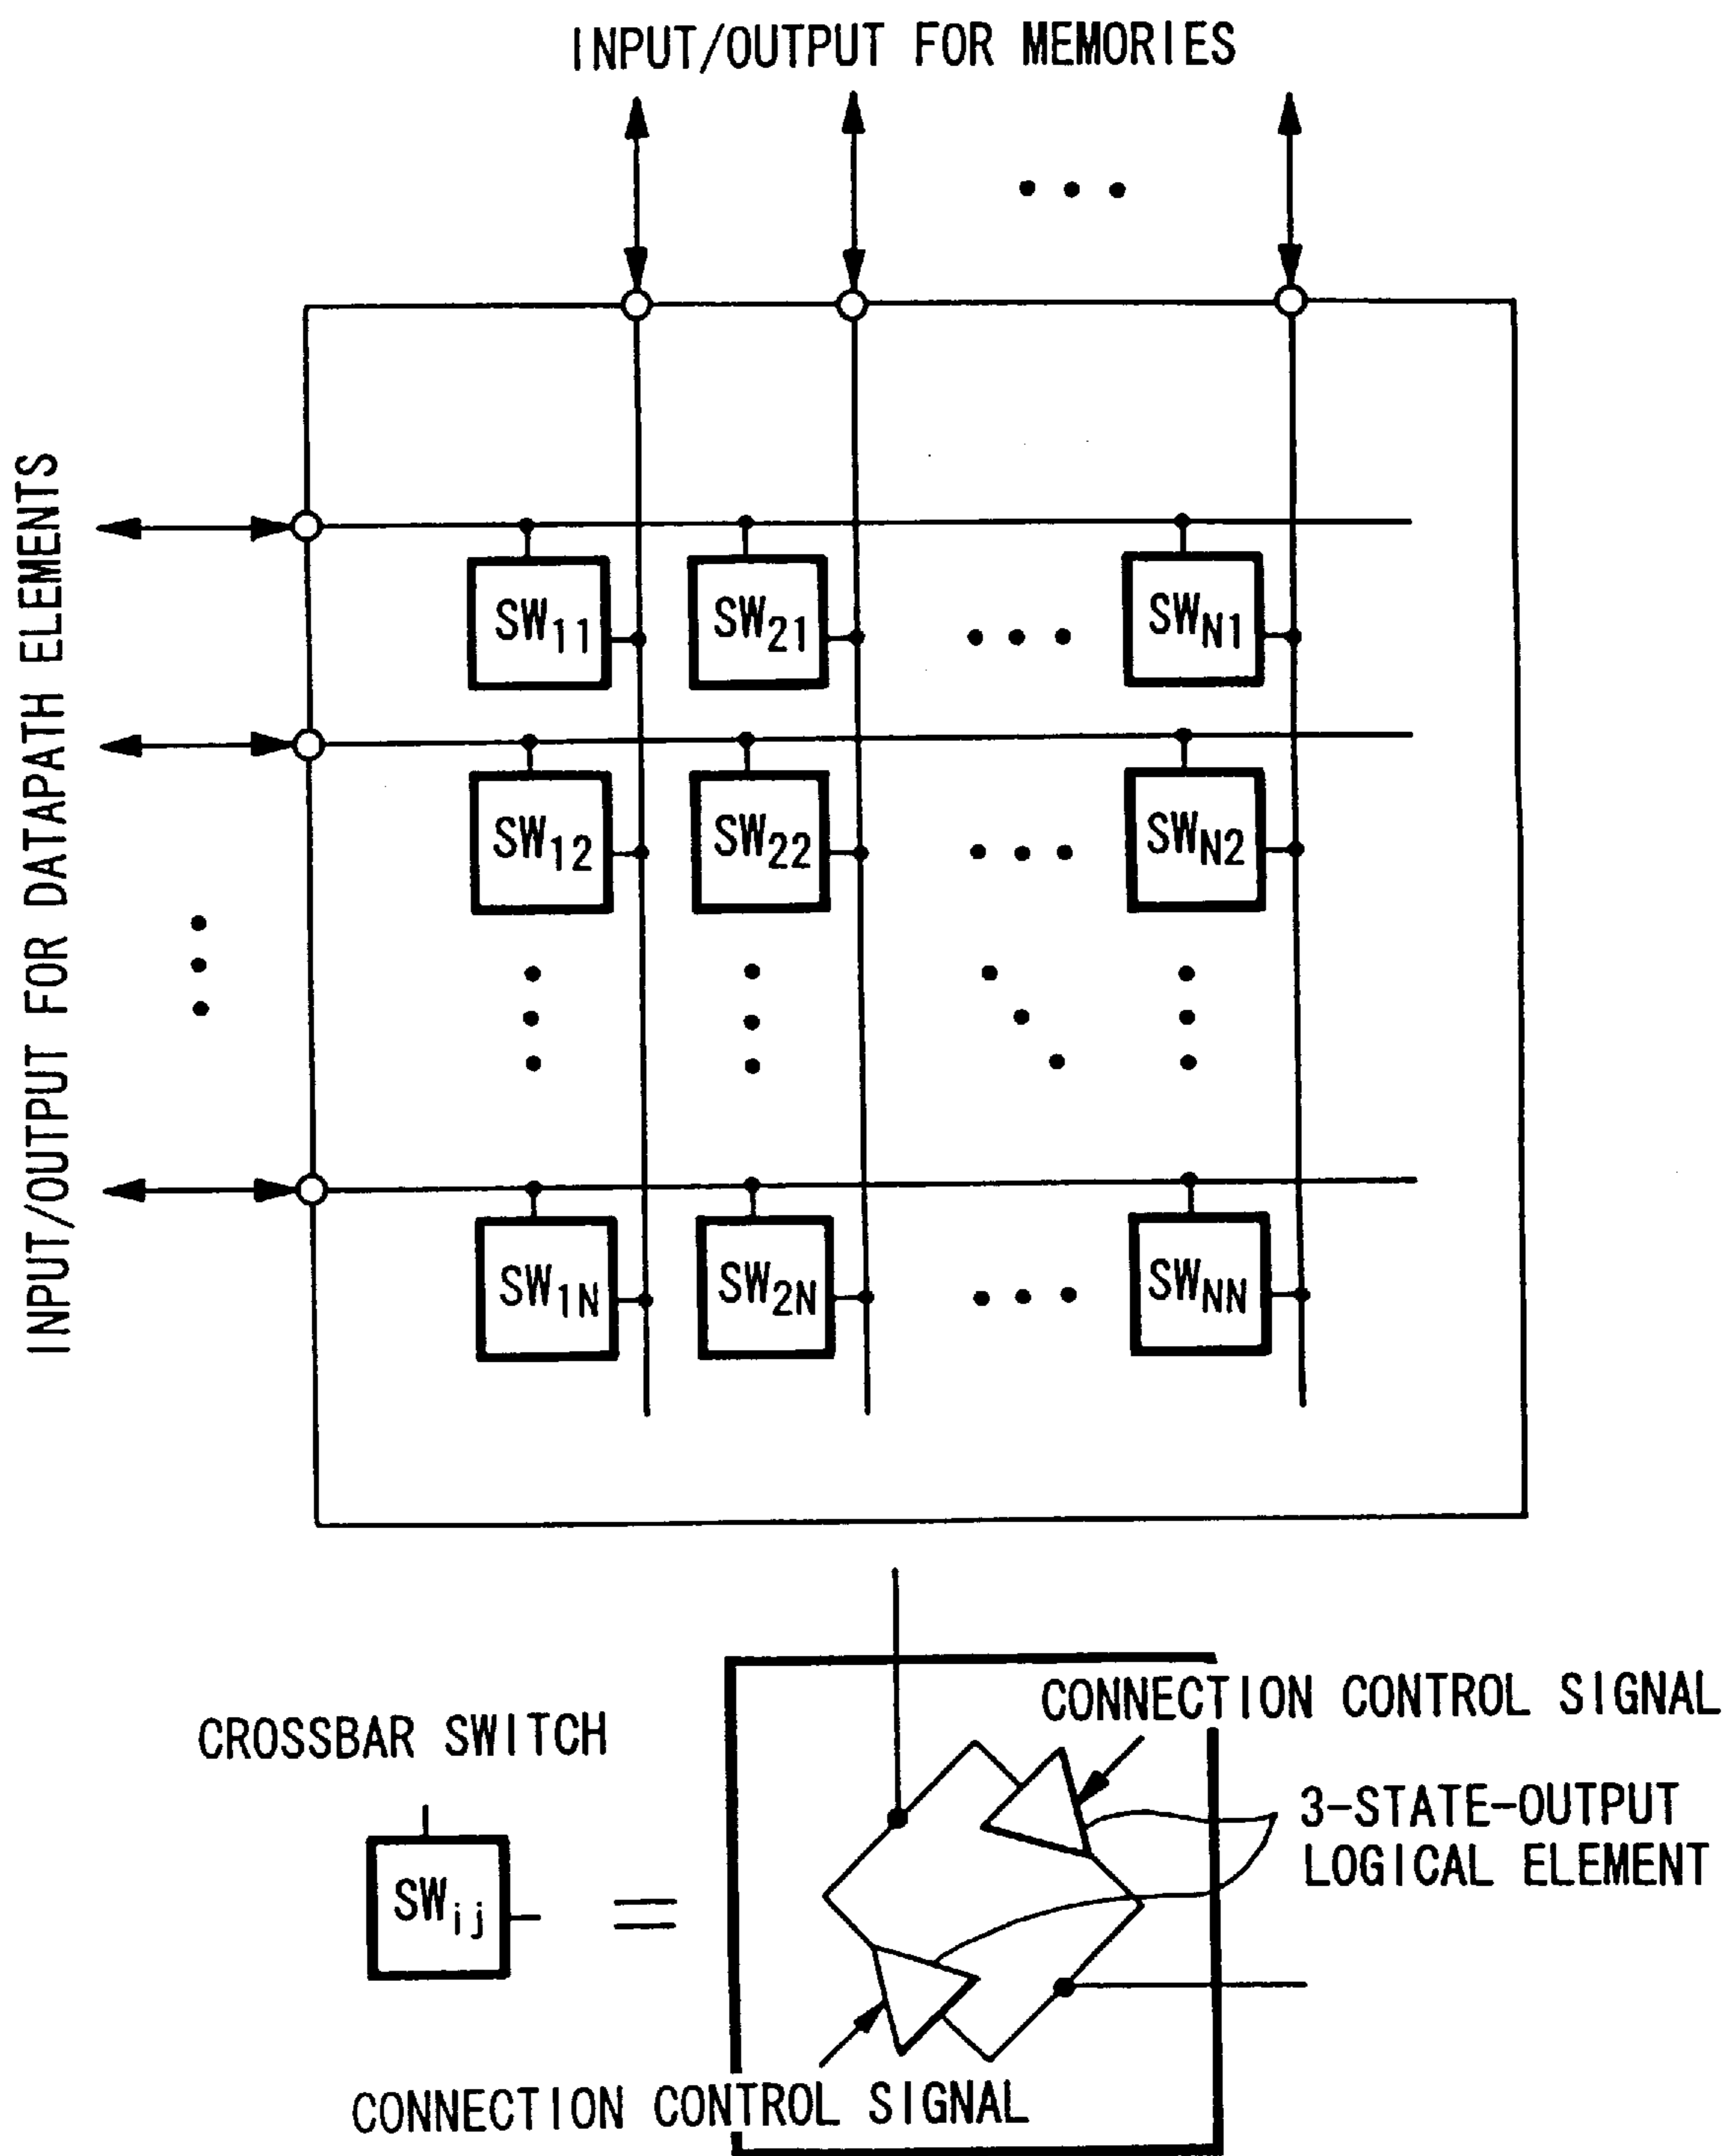 INPUT/OUTPUT FOR MEMORIES
INPUT/OUTPUT FOR DATAPATH ELEMENTS
SW11 SW21 SWN1
SW12 SW22 SWN2
SW1N SW2N SWNN
CROSSBAR SWITCH
SWij =
CONNECTION CONTROL SIGNAL
3-STATE-OUTPUT
LOGICAL ELEMENT
CONNECTION CONTROL SIGNAL